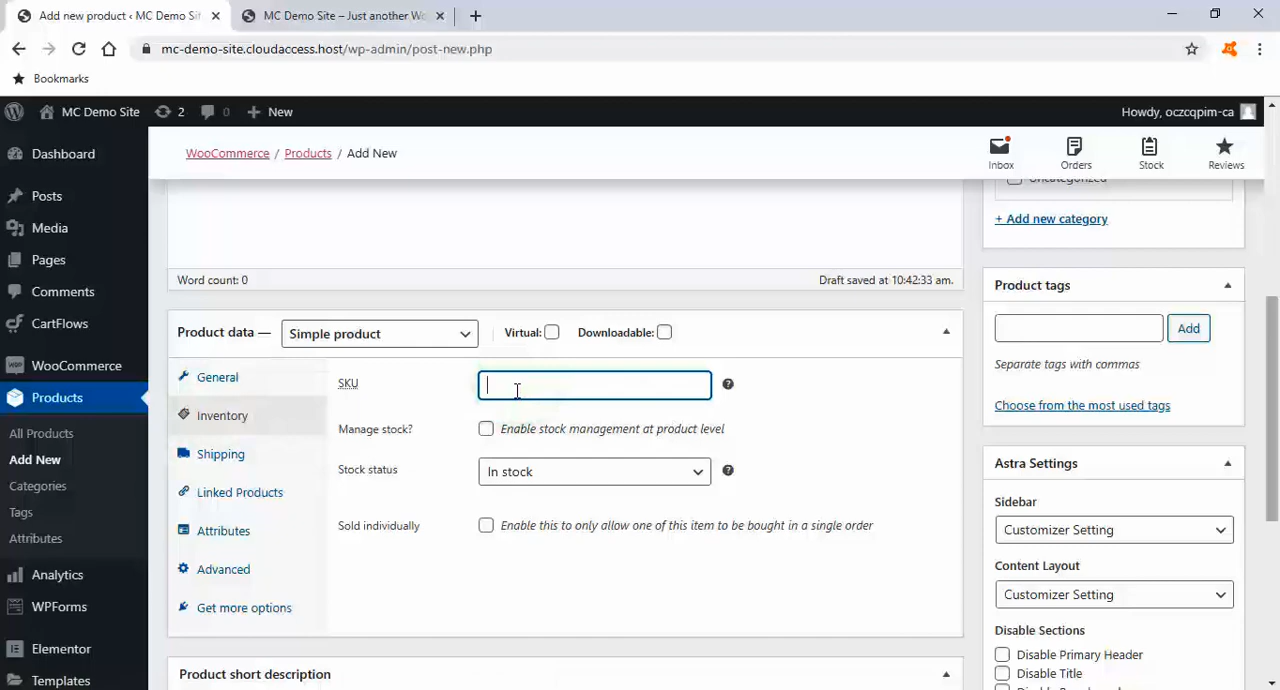 Add new product ‹ MC Demo Sit
MC Demo Site – Just another Wo
mc-demo-site.cloudaccess.host/wp-admin/post-new.php
Bookmarks
MC Demo Site 2 0 New Howdy, oczcqpim-ca
WooCommerce / Products / Add New
Inbox Orders Stock Reviews
Dashboard
Posts
Media
Pages
Comments
CartFlows
WooCommerce
Products
All Products
Add New
Categories
Tags
Attributes
Analytics
WPForms
Elementor
Templates
Word count: 0 Draft saved at 10:42:33 am.
Product data — Simple product Virtual: Downloadable:
General
Inventory
Shipping
Linked Products
Attributes
Advanced
Get more options
SKU
Manage stock? Enable stock management at product level
Stock status In stock
Sold individually Enable this to only allow one of this item to be bought in a single order
Product short description
Uncategorized
+ Add new category
Product tags
Add
Separate tags with commas
Choose from the most used tags
Astra Settings
Sidebar
Customizer Setting
Content Layout
Customizer Setting
Disable Sections
Disable Primary Header
Disable Title